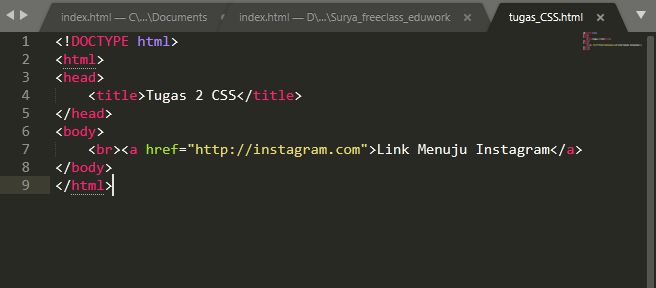 index.html — C\...\Documents index.html — D\...\Surya_freeclass_eduwork tugas_CSS.html
1 <!DOCTYPE html>
2 <html>
3 <head>
4 <title>Tugas 2 CSS</title>
5 </head>
6 <body>
7 <br><a href="http://instagram.com">Link Menuju Instagram</a>
8 </body>
9 </html>